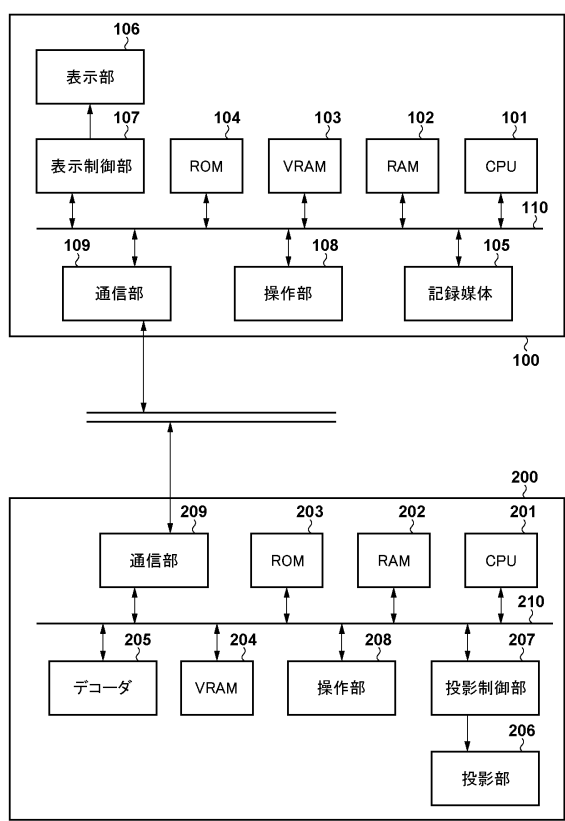 106
表示部
107
104
103
102
101
表示制御部
ROM
VRAM
RAM
CPU
110
109
108
105
通信部
操作部
記録媒体
100
200
209
203
202
201
通信部
ROM
RAM
CPU
210
205
204
208
207
デコーダ
VRAM
操作部
投影制御部
206
投影部